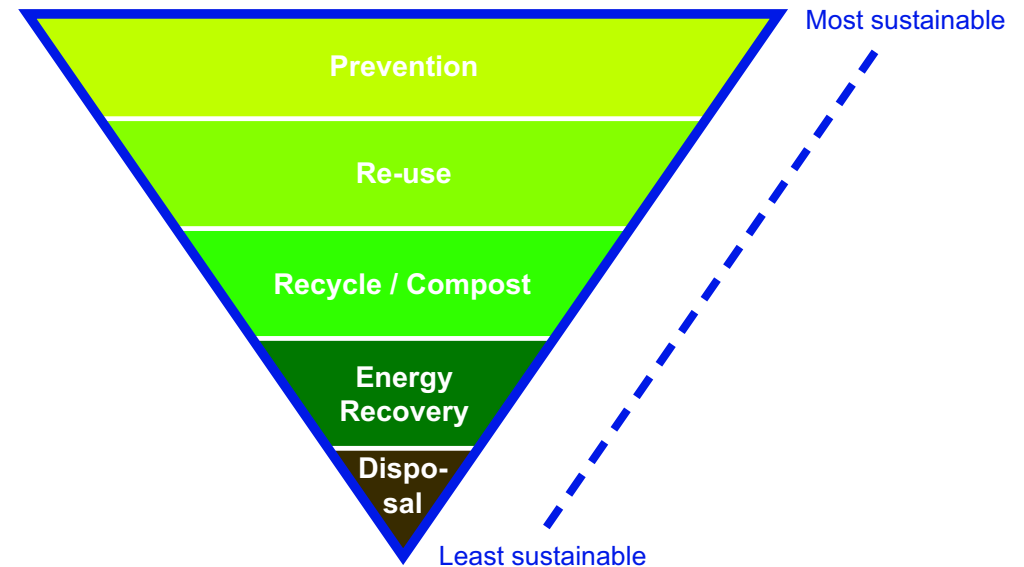 Most sustainable
Prevention
Re-use
Recycle / Compost
Energy
Recovery
Dispo-
sal
Least sustainable